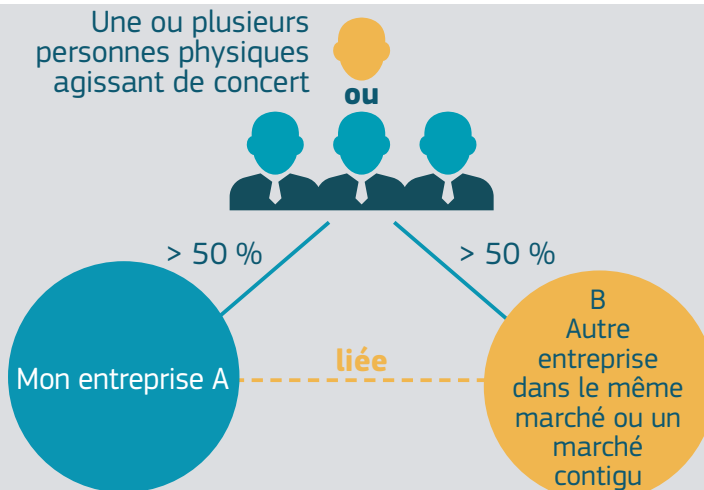 Une ou plusieurs
personnes physiques
agissant de concert
ou
> 50 %
> 50 %
Mon entreprise A
liée
B
Autre
entreprise
dans le même
marché ou un
marché
contigu